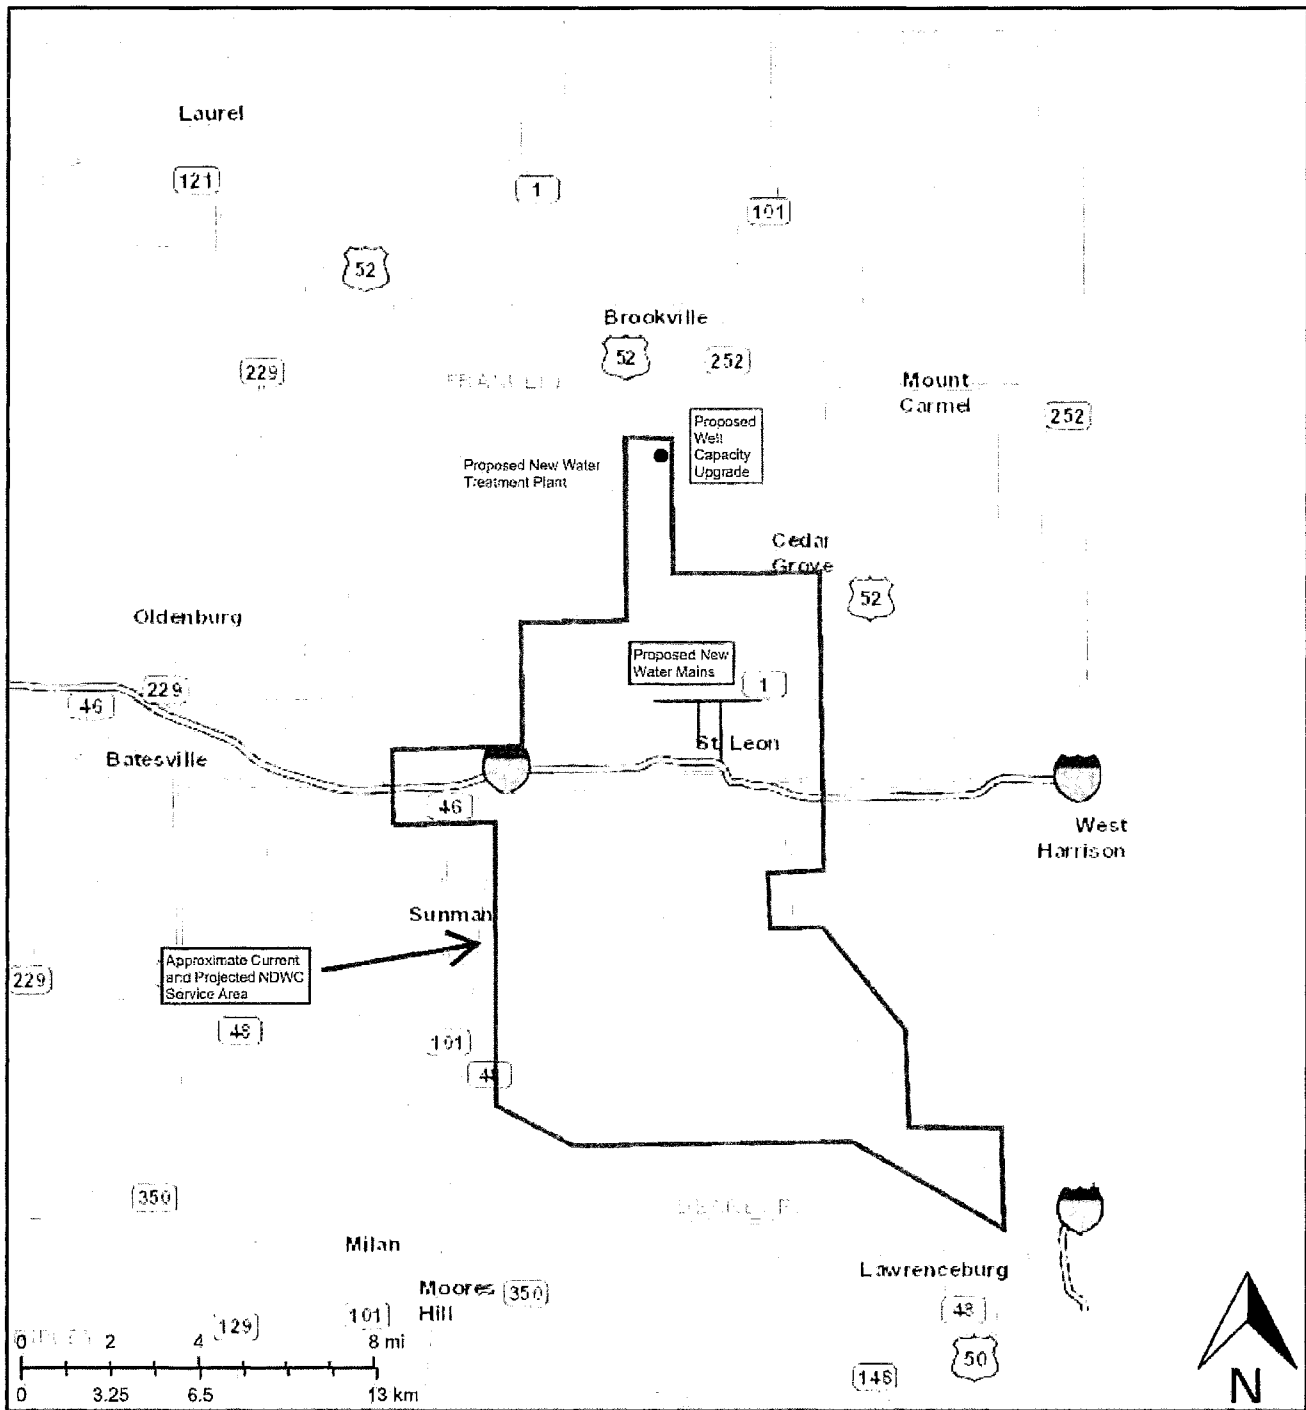 Laurel
121
1
101
52
Brookville
52
252
229
Mount
Carmel
252
Proposed
Well
Capacity
Upgrade
Proposed New Water
Treatment Plant
Cedar
Grove
52
Oldenburg
Proposed New
Water Mains
1
229
46
St. Leon
Batesville
46
West
Harrison
Sunman
Approximate Current
and Projected NDWC
Service Area
229
48
101
48
350
Milan
Lawrenceburg
Moores
Hill
350
48
129
101
50
148
0 2 4 8 mi
0 3.25 6.5 13 km
N